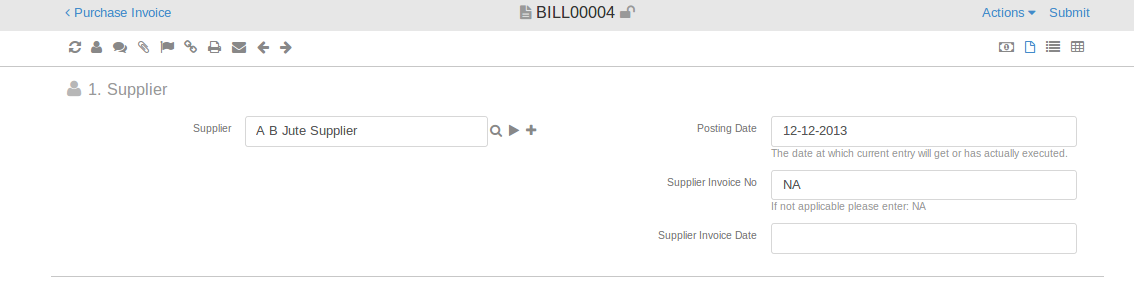 Purchase Invoice
BILL00004
Actions
Submit
1. Supplier
Supplier
A B Jute Supplier
Posting Date
12-12-2013
The date at which current entry will get or has actually executed.
Supplier Invoice No
NA
If not applicable please enter: NA
Supplier Invoice Date